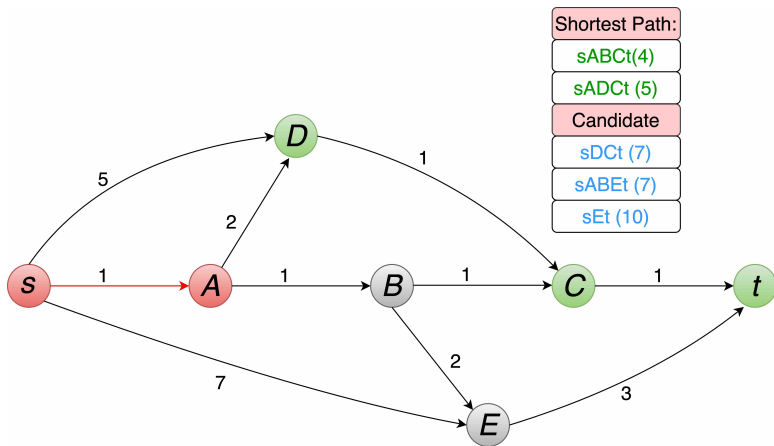 Shortest Path:
sABCt(4)
sADCt (5)
Candidate
sDCt (7)
sABEt (7)
sEt (10)
D
5
1
2
s
1
A
1
B
1
C
1
t
2
7
3
E